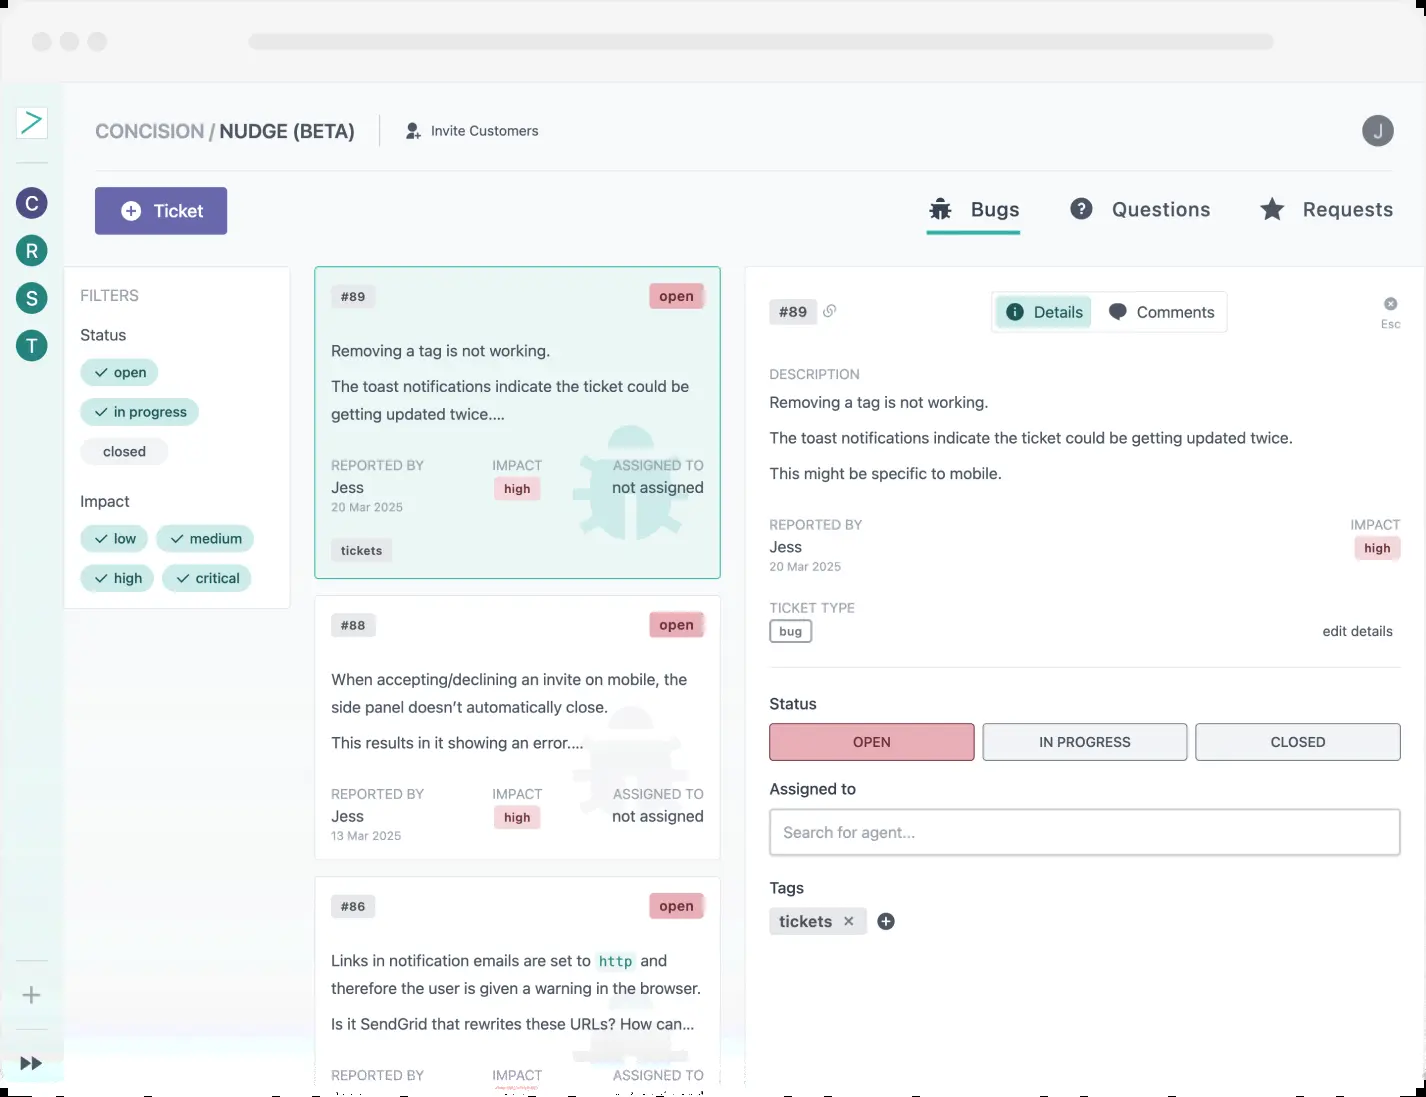 CONCISION / NUDGE (BETA)
Invite Customers
J
Ticket
Bugs
Questions
Requests
C
R
S
T
FILTERS
Status
open
in progress
closed
Impact
low
medium
high
critical
#89
open
Removing a tag is not working.
The toast notifications indicate the ticket could be
getting updated twice....
REPORTED BY
IMPACT
ASSIGNED TO
Jess
high
not assigned
20 Mar 2025
tickets
#88
open
When accepting/declining an invite on mobile, the
side panel doesn’t automatically close.
This results in it showing an error....
REPORTED BY
IMPACT
ASSIGNED TO
Jess
high
not assigned
13 Mar 2025
#86
open
Links in notification emails are set to http and
therefore the user is given a warning in the browser.
Is it SendGrid that rewrites these URLs? How can...
REPORTED BY
IMPACT
ASSIGNED TO
#89
Details
Comments
Esc
DESCRIPTION
Removing a tag is not working.
The toast notifications indicate the ticket could be getting updated twice.
This might be specific to mobile.
REPORTED BY
IMPACT
Jess
high
20 Mar 2025
TICKET TYPE
bug
edit details
Status
OPEN
IN PROGRESS
CLOSED
Assigned to
Search for agent...
Tags
tickets